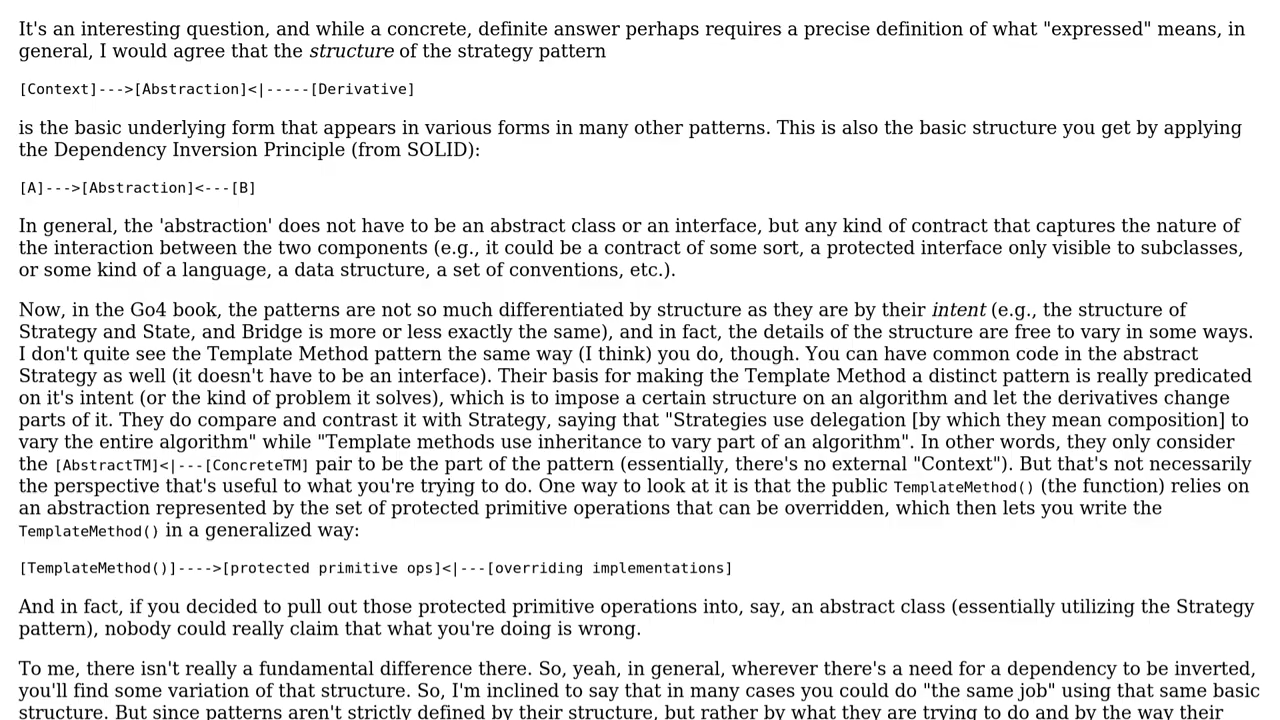 It's an interesting question, and while a concrete, definite answer perhaps requires a precise definition of what "expressed" means, in
general, I would agree that the structure of the strategy pattern
[Context]--->[Abstraction]<|-----[Derivative]
is the basic underlying form that appears in various forms in many other patterns. This is also the basic structure you get by applying
the Dependency Inversion Principle (from SOLID):
[A]--->[Abstraction]<---[B]
In general, the 'abstraction' does not have to be an abstract class or an interface, but any kind of contract that captures the nature of
the interaction between the two components (e.g., it could be a contract of some sort, a protected interface only visible to subclasses,
or some kind of a language, a data structure, a set of conventions, etc.).
Now, in the Go4 book, the patterns are not so much differentiated by structure as they are by their intent (e.g., the structure of
Strategy and State, and Bridge is more or less exactly the same), and in fact, the details of the structure are free to vary in some ways.
I don't quite see the Template Method pattern the same way (I think) you do, though. You can have common code in the abstract
Strategy as well (it doesn't have to be an interface). Their basis for making the Template Method a distinct pattern is really predicated
on it's intent (or the kind of problem it solves), which is to impose a certain structure on an algorithm and let the derivatives change
parts of it. They do compare and contrast it with Strategy, saying that "Strategies use delegation [by which they mean composition] to
vary the entire algorithm" while "Template methods use inheritance to vary part of an algorithm". In other words, they only consider
the [AbstractTM]<|---[ConcreteTM] pair to be the part of the pattern (essentially, there's no external "Context"). But that's not necessarily
the perspective that's useful to what you're trying to do. One way to look at it is that the public TemplateMethod() (the function) relies on
an abstraction represented by the set of protected primitive operations that can be overridden, which then lets you write the
TemplateMethod() in a generalized way:
[TemplateMethod()]---->[protected primitive ops]<|---[overriding implementations]
And in fact, if you decided to pull out those protected primitive operations into, say, an abstract class (essentially utilizing the Strategy
pattern), nobody could really claim that what you're doing is wrong.
To me, there isn't really a fundamental difference there. So, yeah, in general, wherever there's a need for a dependency to be inverted,
you'll find some variation of that structure. So, I'm inclined to say that in many cases you could do "the same job" using that same basic
structure. But since patterns aren't strictly defined by their structure, but rather by what they are trying to do and by the way their